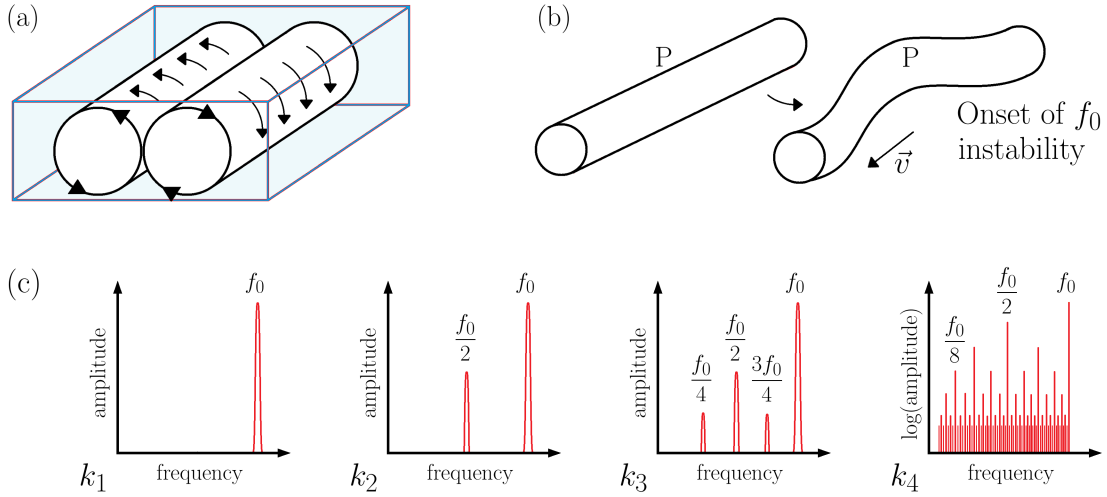 (a)
(b)
P
P
Onset of f₀
instability
v⃗
(c)
f₀
amplitude
frequency
k₁
f₀
f₀/2
amplitude
frequency
k₂
f₀
f₀/2
f₀/4
3f₀/4
amplitude
frequency
k₃
f₀
f₀/2
f₀/8
log(amplitude)
frequency
k₄